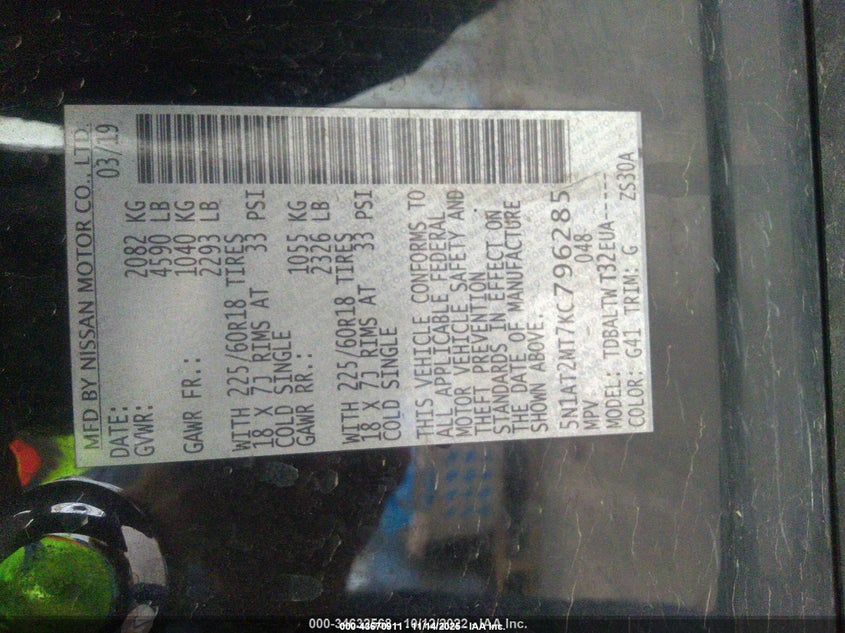 MFD BY NISSAN MOTOR CO., LTD.
DATE: 03/19
GVWR: 2082 KG
4590 LB
GAWR FR.: 1040 KG
2293 LB
WITH 225/60R18 TIRES
18 X 7J RIMS AT 33 PSI
COLD SINGLE
GAWR RR.: 1055 KG
2326 LB
WITH 225/60R18 TIRES
18 X 7J RIMS AT 33 PSI
COLD SINGLE
THIS VEHICLE CONFORMS TO
ALL APPLICABLE FEDERAL
MOTOR VEHICLE SAFETY AND
THEFT PREVENTION
STANDARDS IN EFFECT ON
THE DATE OF MANUFACTURE
SHOWN ABOVE.
5N1AT2MT7KC796285
MPV - 048
MODEL: TDBALTWT32EUA-----
COLOR: G41 TRIM: G ZS30A